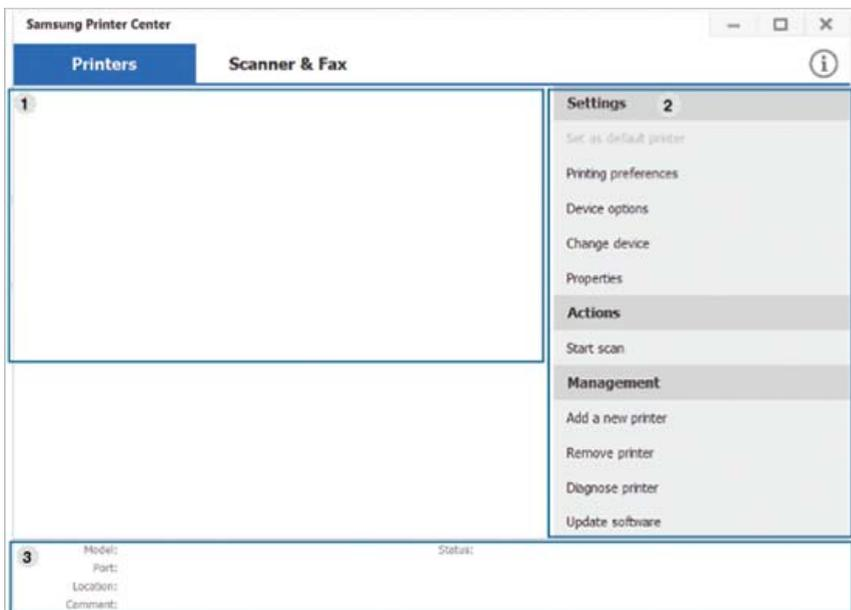 Samsung Printer Center
Printers Scanner & Fax
1
Settings 2
Set as default printer
Printing preferences
Device options
Change device
Properties
Actions
Start scan
Management
Add a new printer
Remove printer
Diagnose printer
Update software
3
Model: Status:
Port:
Location:
Comment: